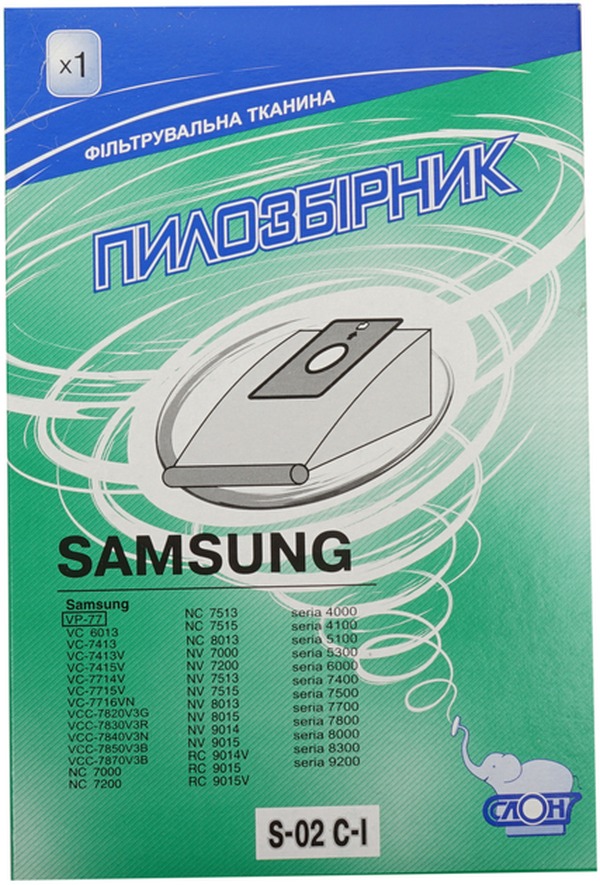 x1
ФІЛЬТРУВАЛЬНА ТКАНИНА
ПИЛОЗБІРНИК
SAMSUNG
Samsung
VP-77
VC 6013
VC-7413
VC-7413V
VC-7415V
VC-7714V
VC-7715V
VC-7716VN
VCC-7820V3G
VCC-7830V3R
VCC-7840V3N
VCC-7850V3B
VCC-7870V3B
NC 7000
NC 7200
NC 7513
NC 7515
NC 8013
NV 7000
NV 7200
NV 7513
NV 7515
NV 8013
NV 8015
NV 9014
NV 9015
RC 9014V
RC 9015
RC 9015V
seria 4000
seria 4100
seria 5100
seria 5300
seria 6000
seria 7400
seria 7500
seria 7700
seria 7800
seria 8000
seria 8300
seria 9200
СЛОН
S-02 C-I